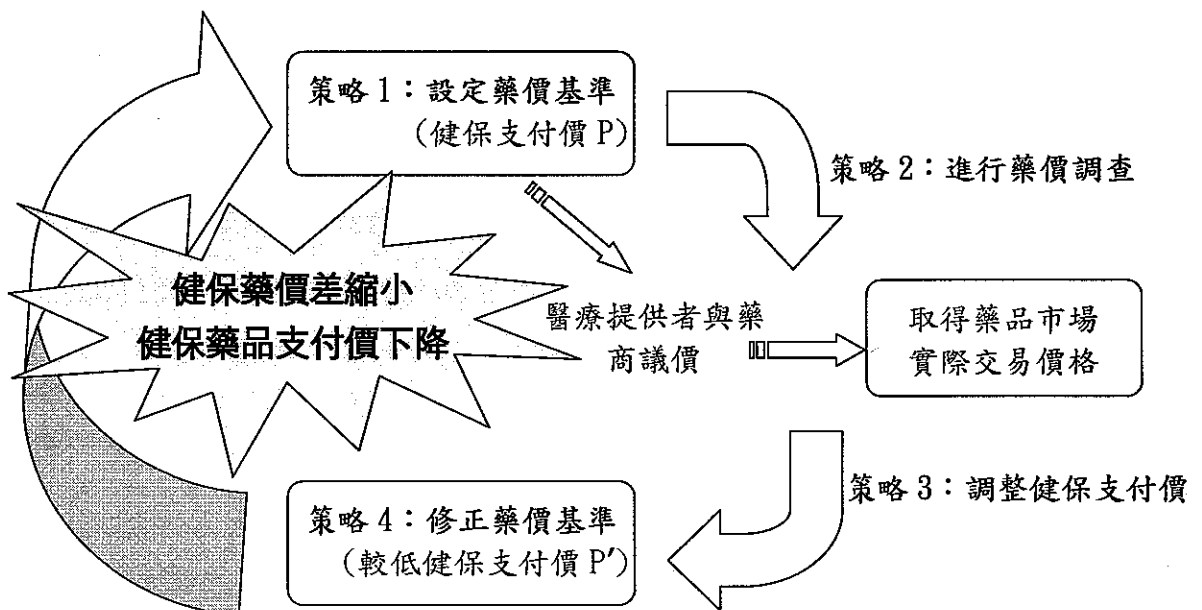 策略 1：設定藥價基準
（健保支付價 P）
策略 2：進行藥價調查
健保藥價差縮小
健保藥品支付價下降
醫療提供者與藥
商議價
取得藥品市場
實際交易價格
策略 3：調整健保支付價
策略 4：修正藥價基準
（較低健保支付價 P′）